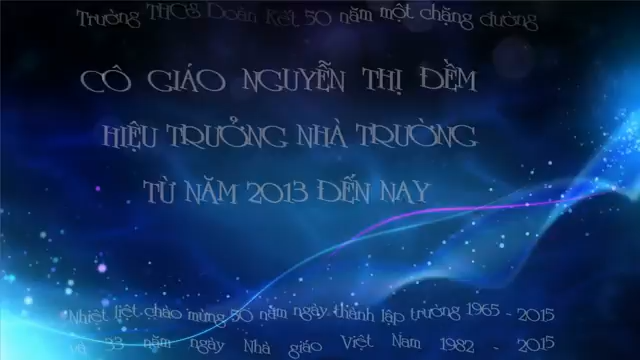 Trường THCS Đoàn Kết 50 năm một chặng đường
CÔ GIÁO NGUYỄN THỊ ĐỀM
HIỆU TRƯỞNG NHÀ TRƯỜNG
TỪ NĂM 2013 ĐẾN NAY
Nhiệt liệt chào mừng 50 năm ngày thành lập trường 1965 - 2015
và 33 năm ngày Nhà giáo Việt Nam 1982 - 2015